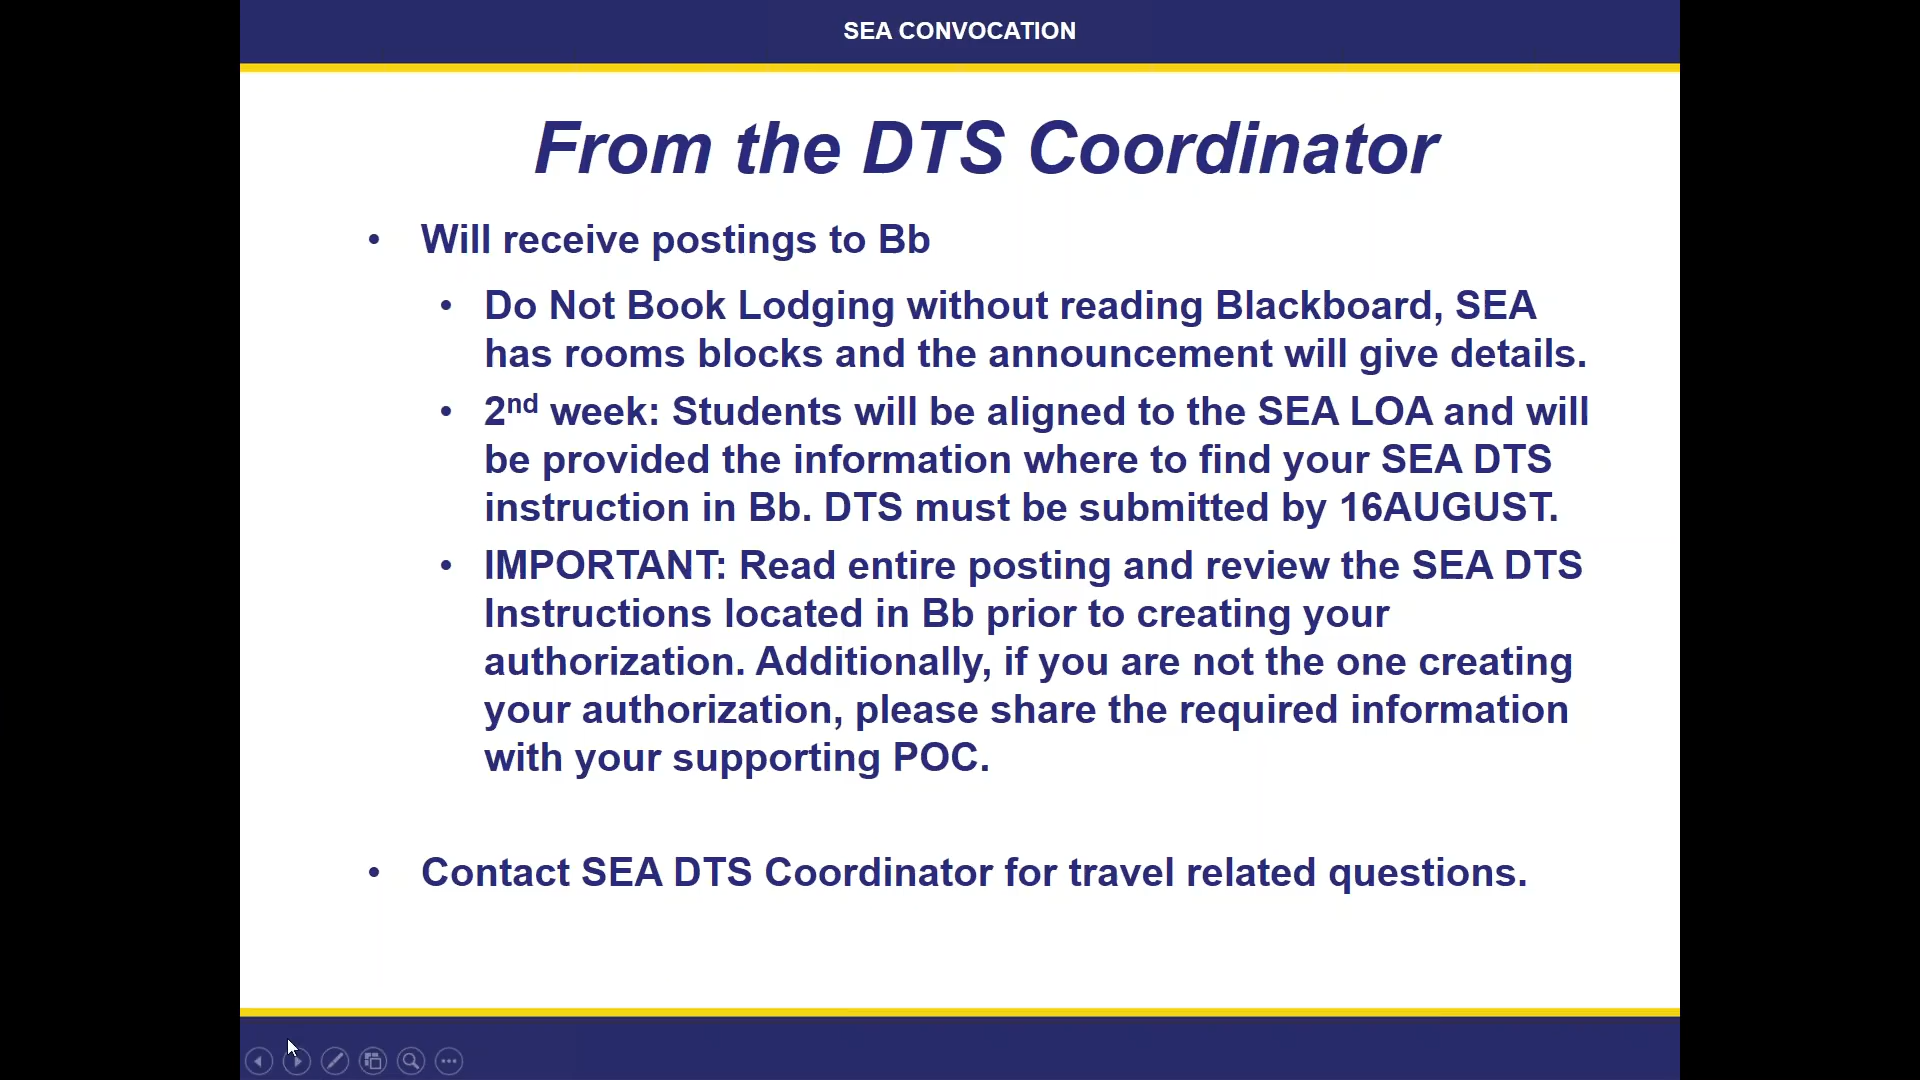 SEA CONVOCATION
From the DTS Coordinator
• Will receive postings to Bb
• Do Not Book Lodging without reading Blackboard, SEA
has rooms blocks and the announcement will give details.
• 2nd week: Students will be aligned to the SEA LOA and will
be provided the information where to find your SEA DTS
instruction in Bb. DTS must be submitted by 16AUGUST.
• IMPORTANT: Read entire posting and review the SEA DTS
Instructions located in Bb prior to creating your
authorization. Additionally, if you are not the one creating
your authorization, please share the required information
with your supporting POC.
• Contact SEA DTS Coordinator for travel related questions.